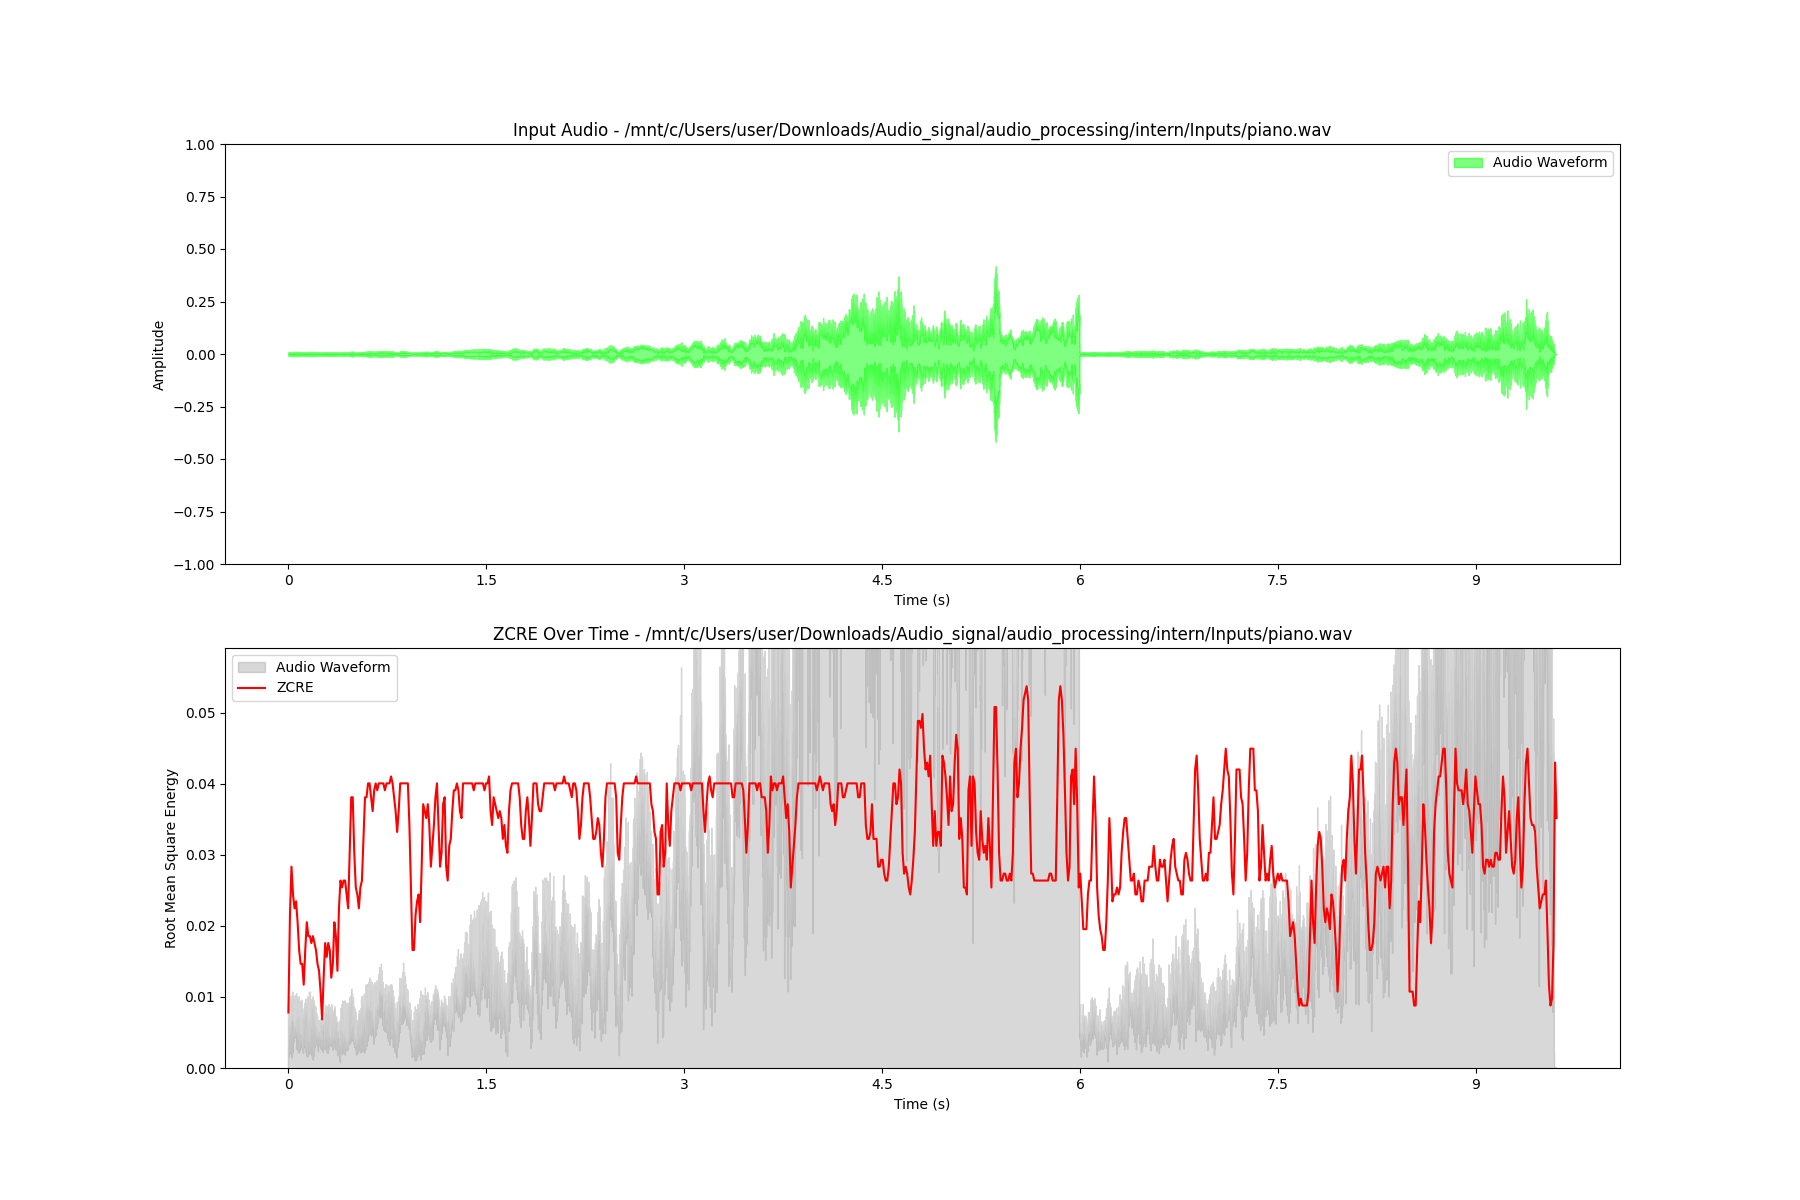 Input Audio - /mnt/c/Users/user/Downloads/Audio_signal/audio_processing/intern/Inputs/piano.wav
1.00
0.75
0.50
0.25
0.00
−0.25
−0.50
−0.75
−1.00
Amplitude
Audio Waveform
0 1.5 3 4.5 6 7.5 9
Time (s)
ZCRE Over Time - /mnt/c/Users/user/Downloads/Audio_signal/audio_processing/intern/Inputs/piano.wav
Audio Waveform
ZCRE
0.05
0.04
0.03
0.02
0.01
0.00
Root Mean Square Energy
0 1.5 3 4.5 6 7.5 9
Time (s)